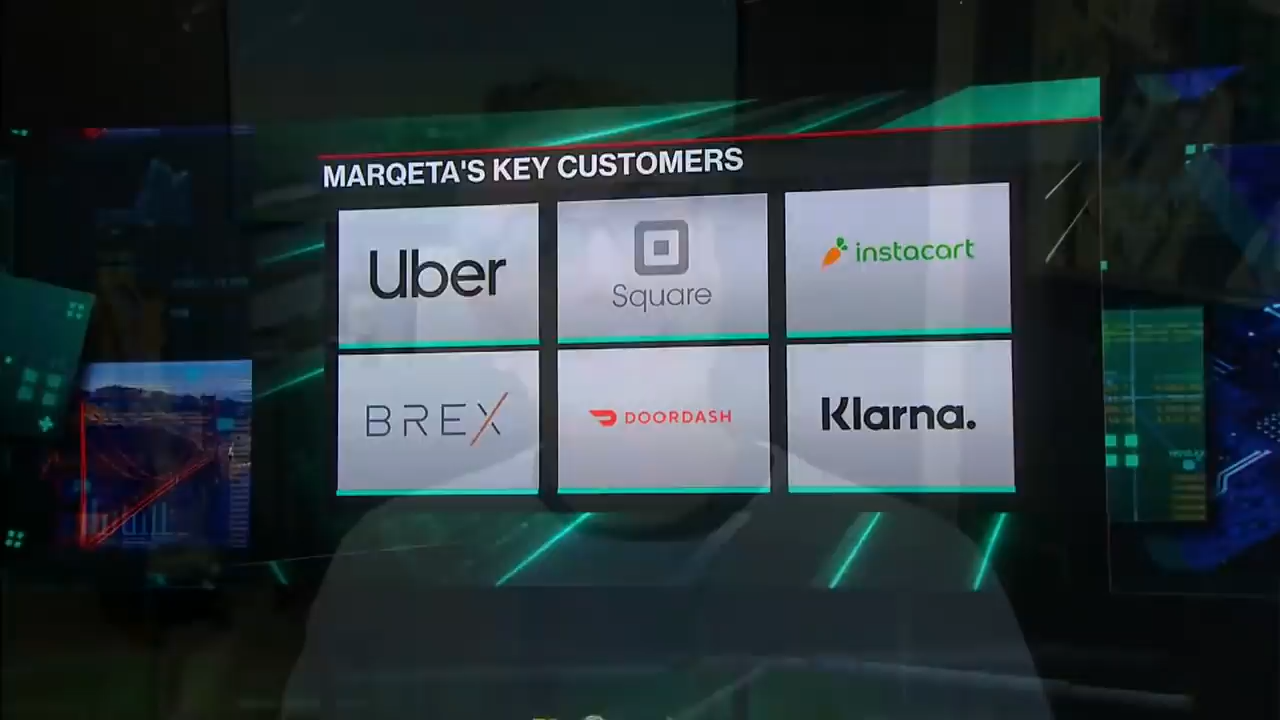 MARQETA'S KEY CUSTOMERS
Uber
Square
instacart
BREX
DOORDASH
Klarna.